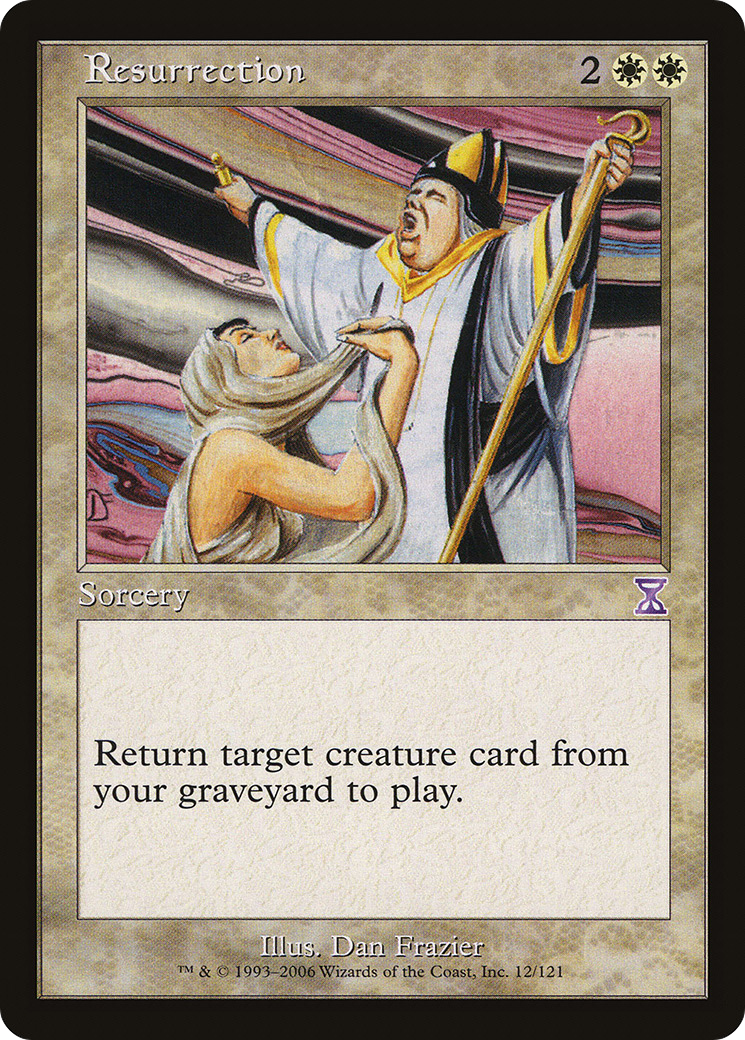 Resurrection 2
Sorcery
Return target creature card from
your graveyard to play.
Illus. Dan Frazier
™ & © 1993–2006 Wizards of the Coast, Inc. 12/121